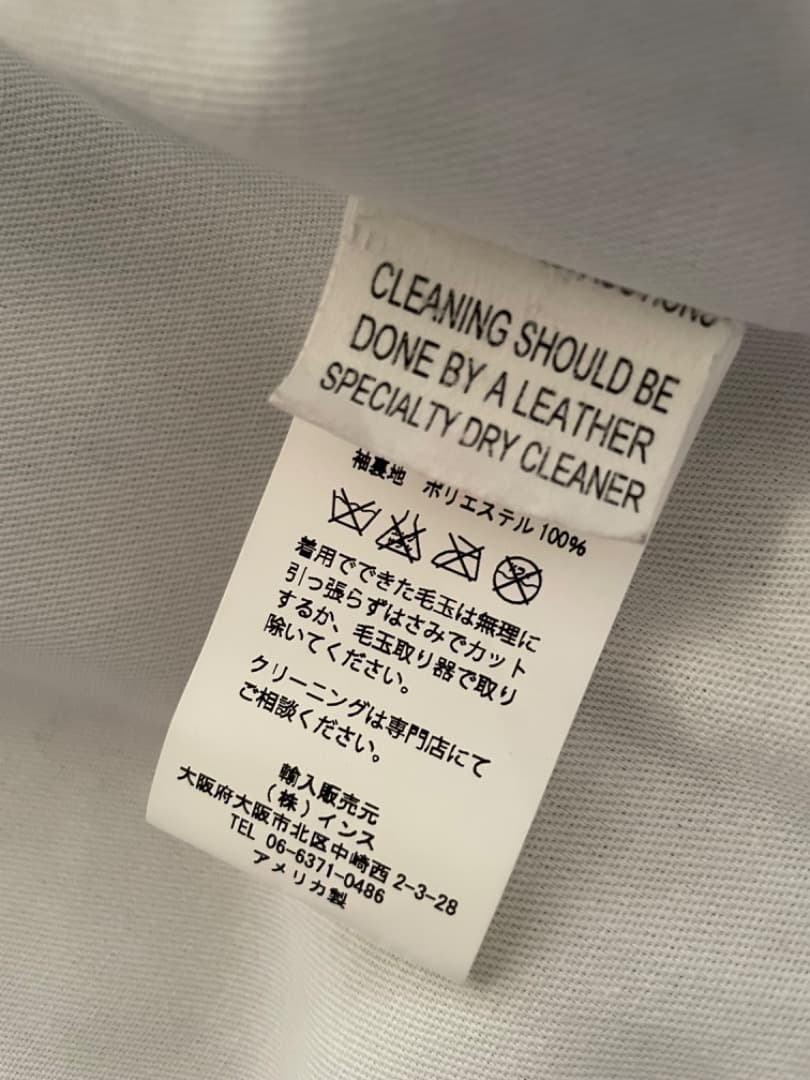 CLEANING SHOULD BE
DONE BY A LEATHER
SPECIALTY DRY CLEANER
袖裏地 ポリエステル 100%
着用でできた毛玉は無理に
引っ張らずはさみでカット
するか、毛玉取り器で取り
除いてください。
クリーニングは専門店にて
ご相談ください。
輸入販売元
(株)インス
大阪府大阪市北区中崎西 2-3-28
TEL 06-6371-0486
アメリカ製